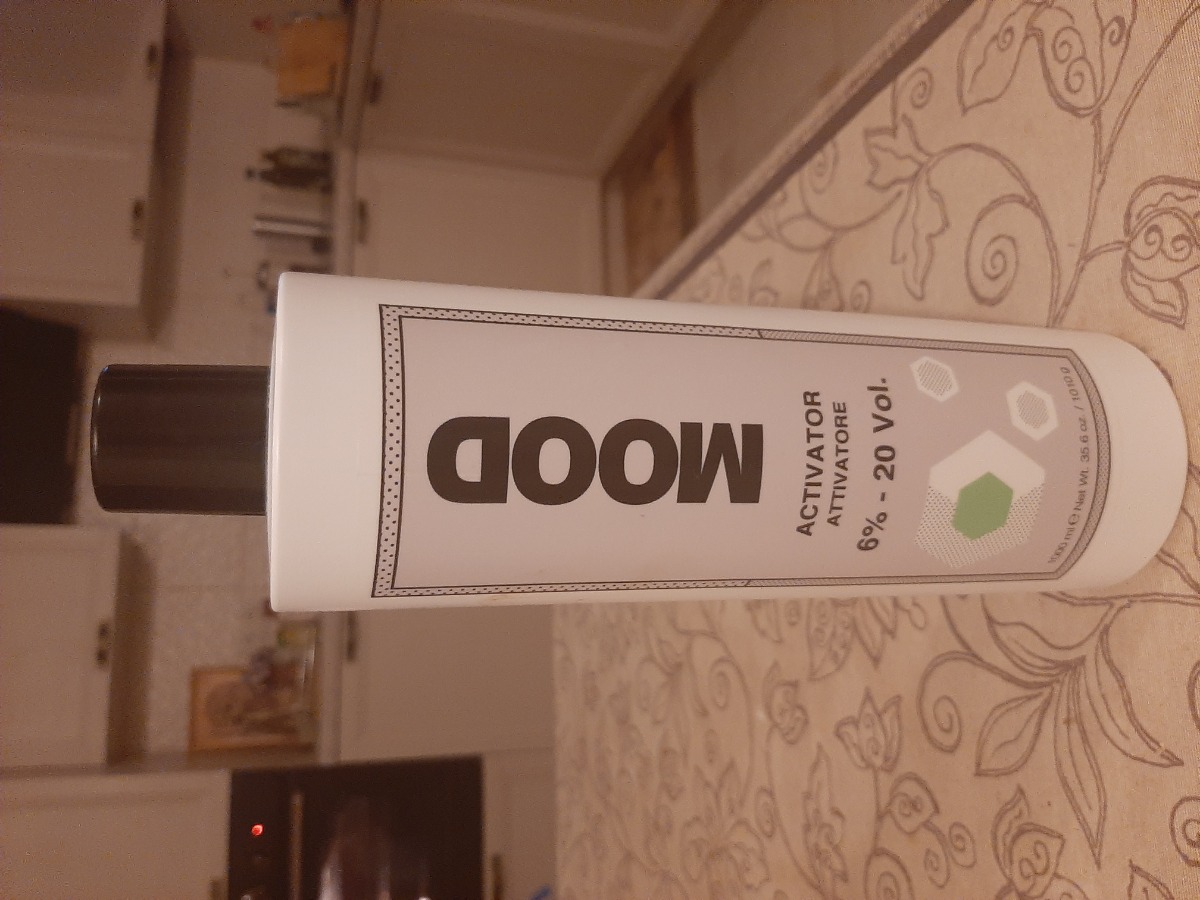 MOOD
ACTIVATOR
ATTIVATORE
6% - 20 Vol.
1000 ml ℮ Net Wt. 35.6 oz. / 1010 g